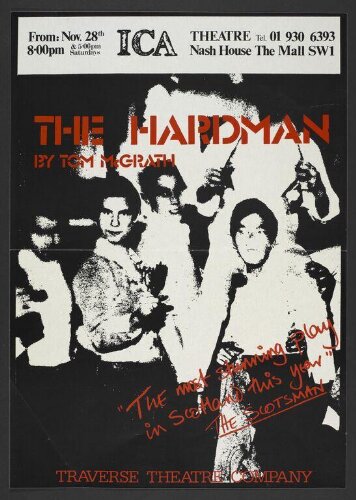 From: Nov. 28th
8:00pm & 5:00pm Saturdays
ICA
THEATRE Tel. 01 930 6393
Nash House The Mall SW1
THE HARDMAN
BY TOM McGRATH
"THE most stunning play
in Scotland this year"
THE SCOTSMAN
TRAVERSE THEATRE COMPANY